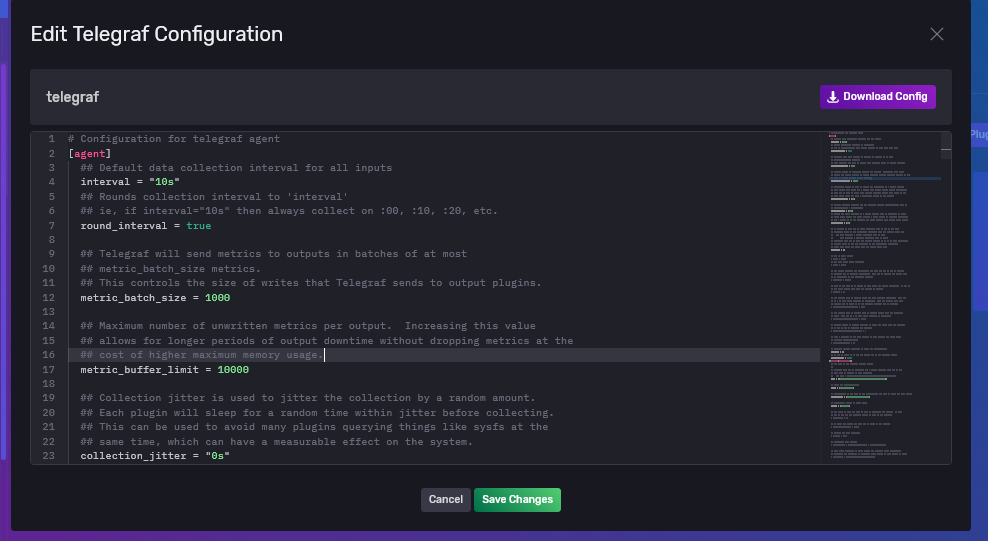 Edit Telegraf Configuration
telegraf
Download Config
1 # Configuration for telegraf agent
2 [agent]
3 ## Default data collection interval for all inputs
4 interval = "10s"
5 ## Rounds collection interval to 'interval'
6 ## ie, if interval="10s" then always collect on :00, :10, :20, etc.
7 round_interval = true
8
9 ## Telegraf will send metrics to outputs in batches of at most
10 ## metric_batch_size metrics.
11 ## This controls the size of writes that Telegraf sends to output plugins.
12 metric_batch_size = 1000
13
14 ## Maximum number of unwritten metrics per output.  Increasing this value
15 ## allows for longer periods of output downtime without dropping metrics at the
16 ## cost of higher maximum memory usage.
17 metric_buffer_limit = 10000
18
19 ## Collection jitter is used to jitter the collection by a random amount.
20 ## Each plugin will sleep for a random time within jitter before collecting.
21 ## This can be used to avoid many plugins querying things like sysfs at the
22 ## same time, which can have a measurable effect on the system.
23 collection_jitter = "0s"
Cancel
Save Changes